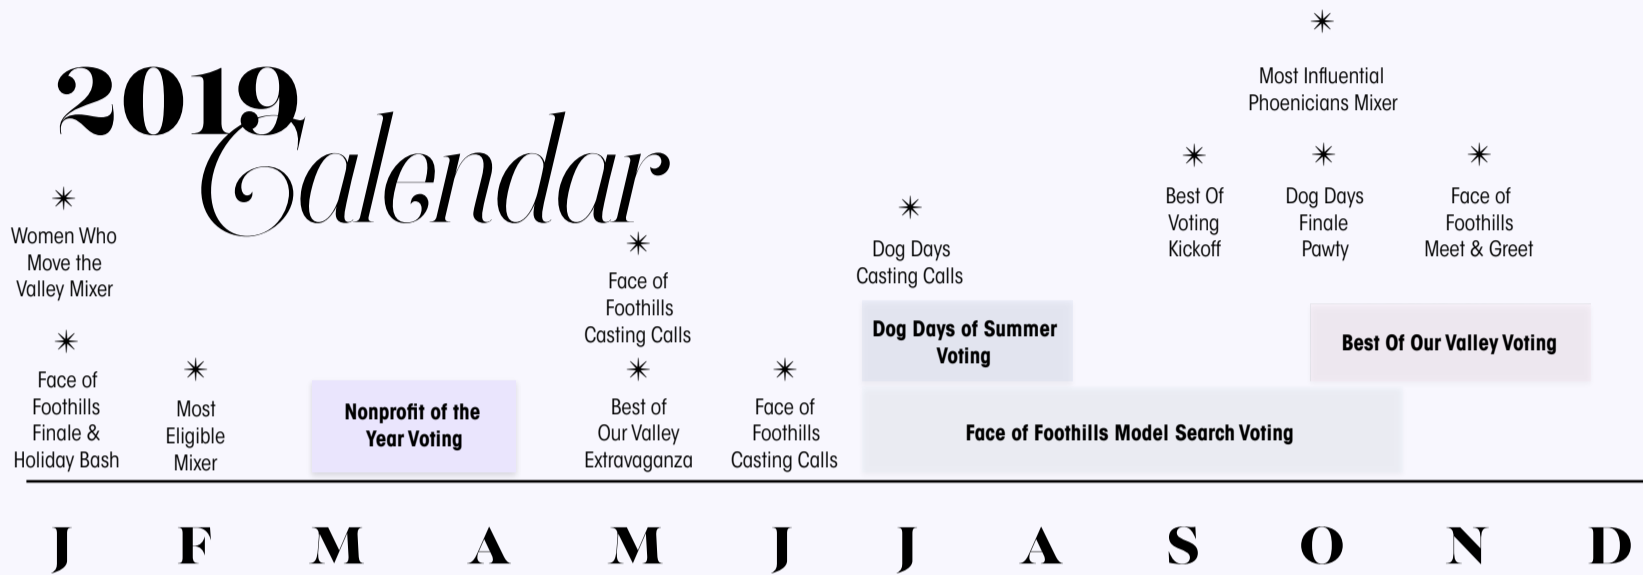 2019
Calendar
Women Who
Move the
Valley Mixer
Face of
Foothills
Finale &
Holiday Bash
Most
Eligible
Mixer
Nonprofit of the
Year Voting
Face of
Foothills
Casting Calls
Best of
Our Valley
Extravaganza
Face of
Foothills
Casting Calls
Dog Days
Casting Calls
Dog Days of Summer
Voting
Face of Foothills Model Search Voting
Best Of
Voting
Kickoff
Most Influential
Phoenicians Mixer
Dog Days
Finale
Pawty
Face of
Foothills
Meet & Greet
Best Of Our Valley Voting
J F M A M J J A S O N D